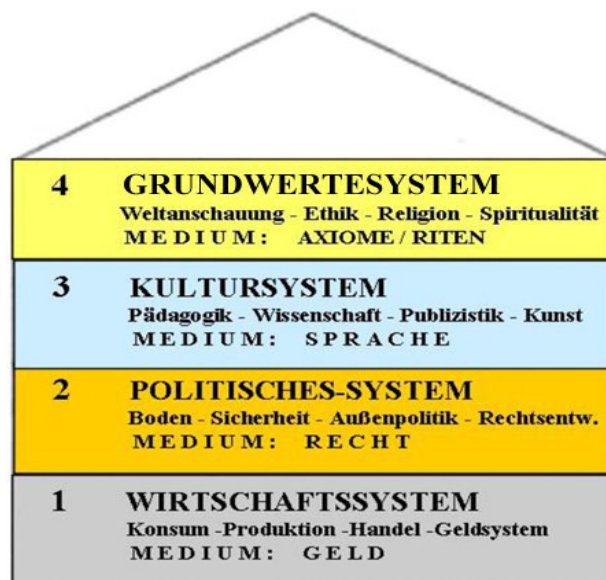 4 GRUNDWERTESYSTEM
Weltanschauung - Ethik - Religion - Spiritualität
MEDIUM: AXIOME / RITEN
3 KULTURSYSTEM
Pädagogik - Wissenschaft - Publizistik - Kunst
MEDIUM: SPRACHE
2 POLITISCHES-SYSTEM
Boden - Sicherheit - Außenpolitik - Rechtsentw.
MEDIUM: RECHT
1 WIRTSCHAFTSSYSTEM
Konsum -Produktion -Handel -Geldsystem
MEDIUM: GELD